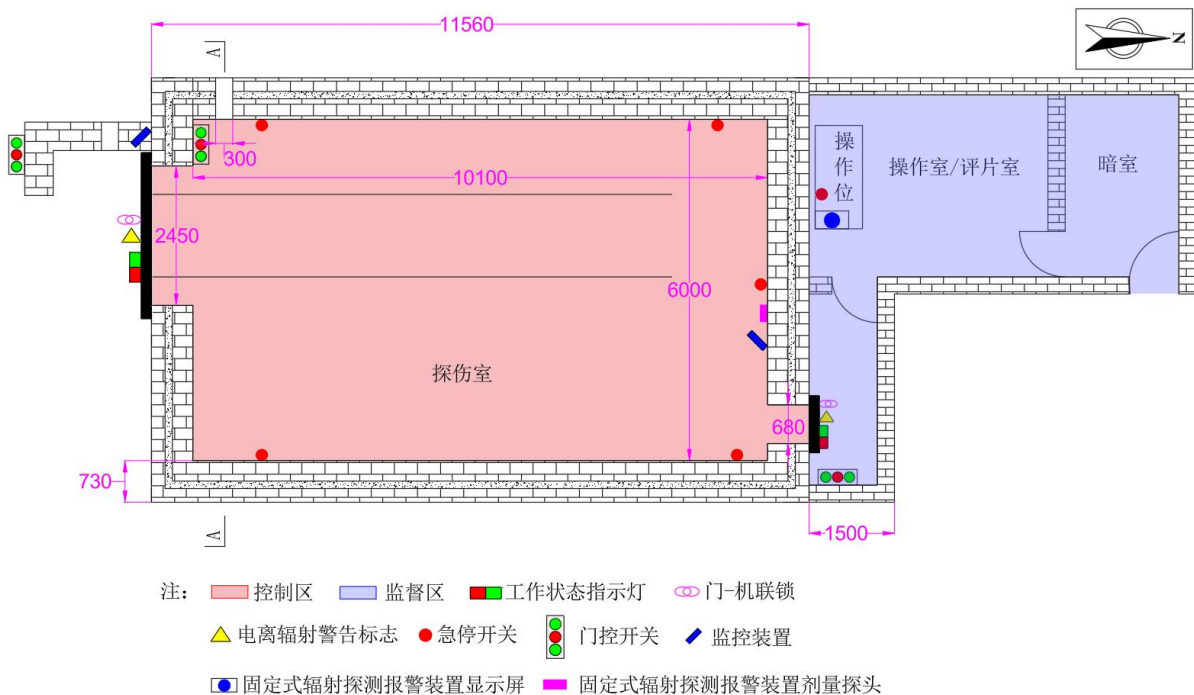 11560
A
N
300
10100
操作位
操作室/评片室
暗室
2450
6000
探伤室
680
730
A
1500
注：
控制区
监督区
工作状态指示灯
门-机联锁
电离辐射警告标志
急停开关
门控开关
监控装置
固定式辐射探测报警装置显示屏
固定式辐射探测报警装置剂量探头